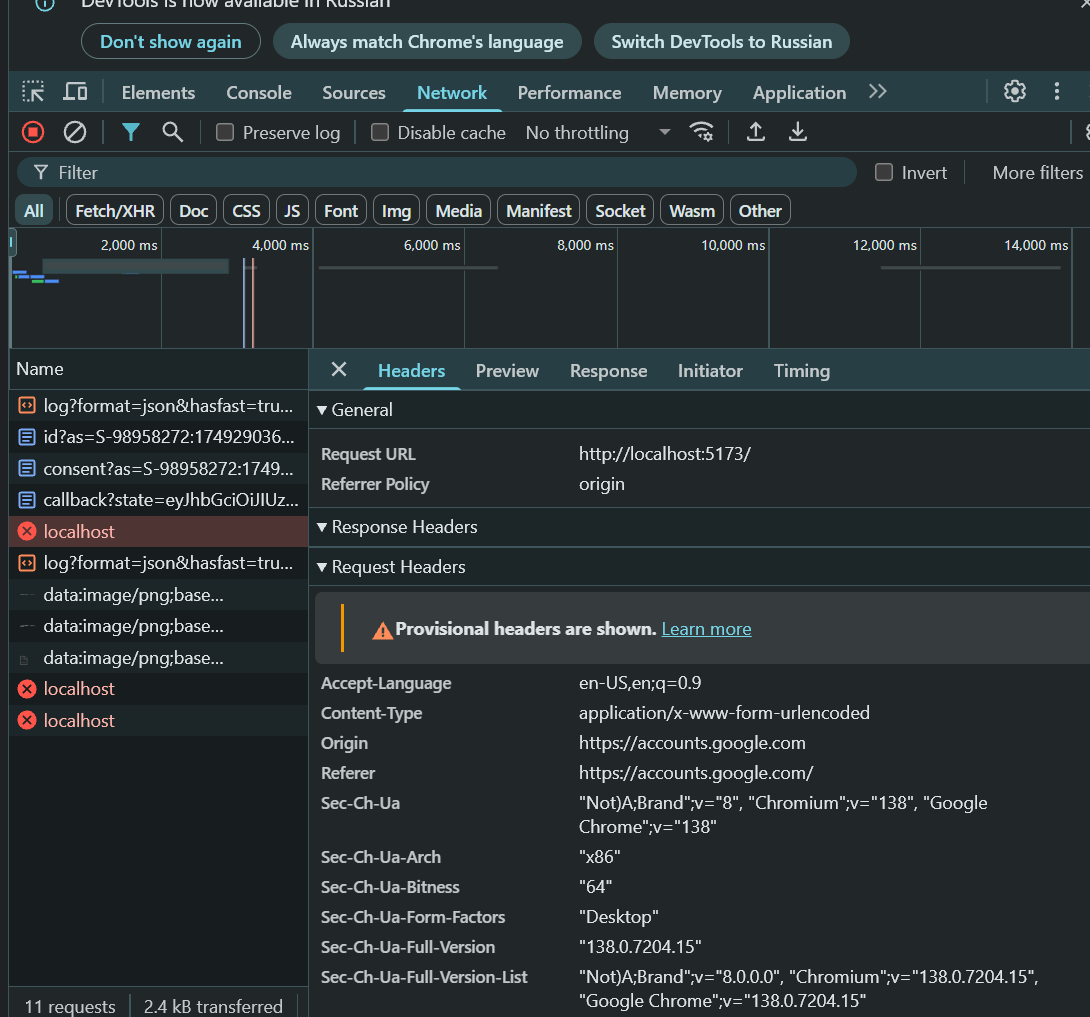 DevTools is now available in Russian
Don't show again
Always match Chrome's language
Switch DevTools to Russian
Elements
Console
Sources
Network
Performance
Memory
Application
Preserve log
Disable cache
No throttling
Filter
Invert
More filters
All
Fetch/XHR
Doc
CSS
JS
Font
Img
Media
Manifest
Socket
Wasm
Other
2,000 ms
4,000 ms
6,000 ms
8,000 ms
10,000 ms
12,000 ms
14,000 ms
Name
log?format=json&hasfast=tru...
id?as=S-98958272:174929036...
consent?as=S-98958272:1749...
callback?state=eyJhbGciOiJIUz...
localhost
log?format=json&hasfast=tru...
data:image/png;base...
data:image/png;base...
data:image/png;base...
localhost
localhost
11 requests
2.4 kB transferred
Headers
Preview
Response
Initiator
Timing
General
Request URL
http://localhost:5173/
Referrer Policy
origin
Response Headers
Request Headers
Provisional headers are shown. Learn more
Accept-Language
en-US,en;q=0.9
Content-Type
application/x-www-form-urlencoded
Origin
https://accounts.google.com
Referer
https://accounts.google.com/
Sec-Ch-Ua
"Not)A;Brand";v="8", "Chromium";v="138", "Google
Chrome";v="138"
Sec-Ch-Ua-Arch
"x86"
Sec-Ch-Ua-Bitness
"64"
Sec-Ch-Ua-Form-Factors
"Desktop"
Sec-Ch-Ua-Full-Version
"138.0.7204.15"
Sec-Ch-Ua-Full-Version-List
"Not)A;Brand";v="8.0.0.0", "Chromium";v="138.0.7204.15",
"Google Chrome";v="138.0.7204.15"